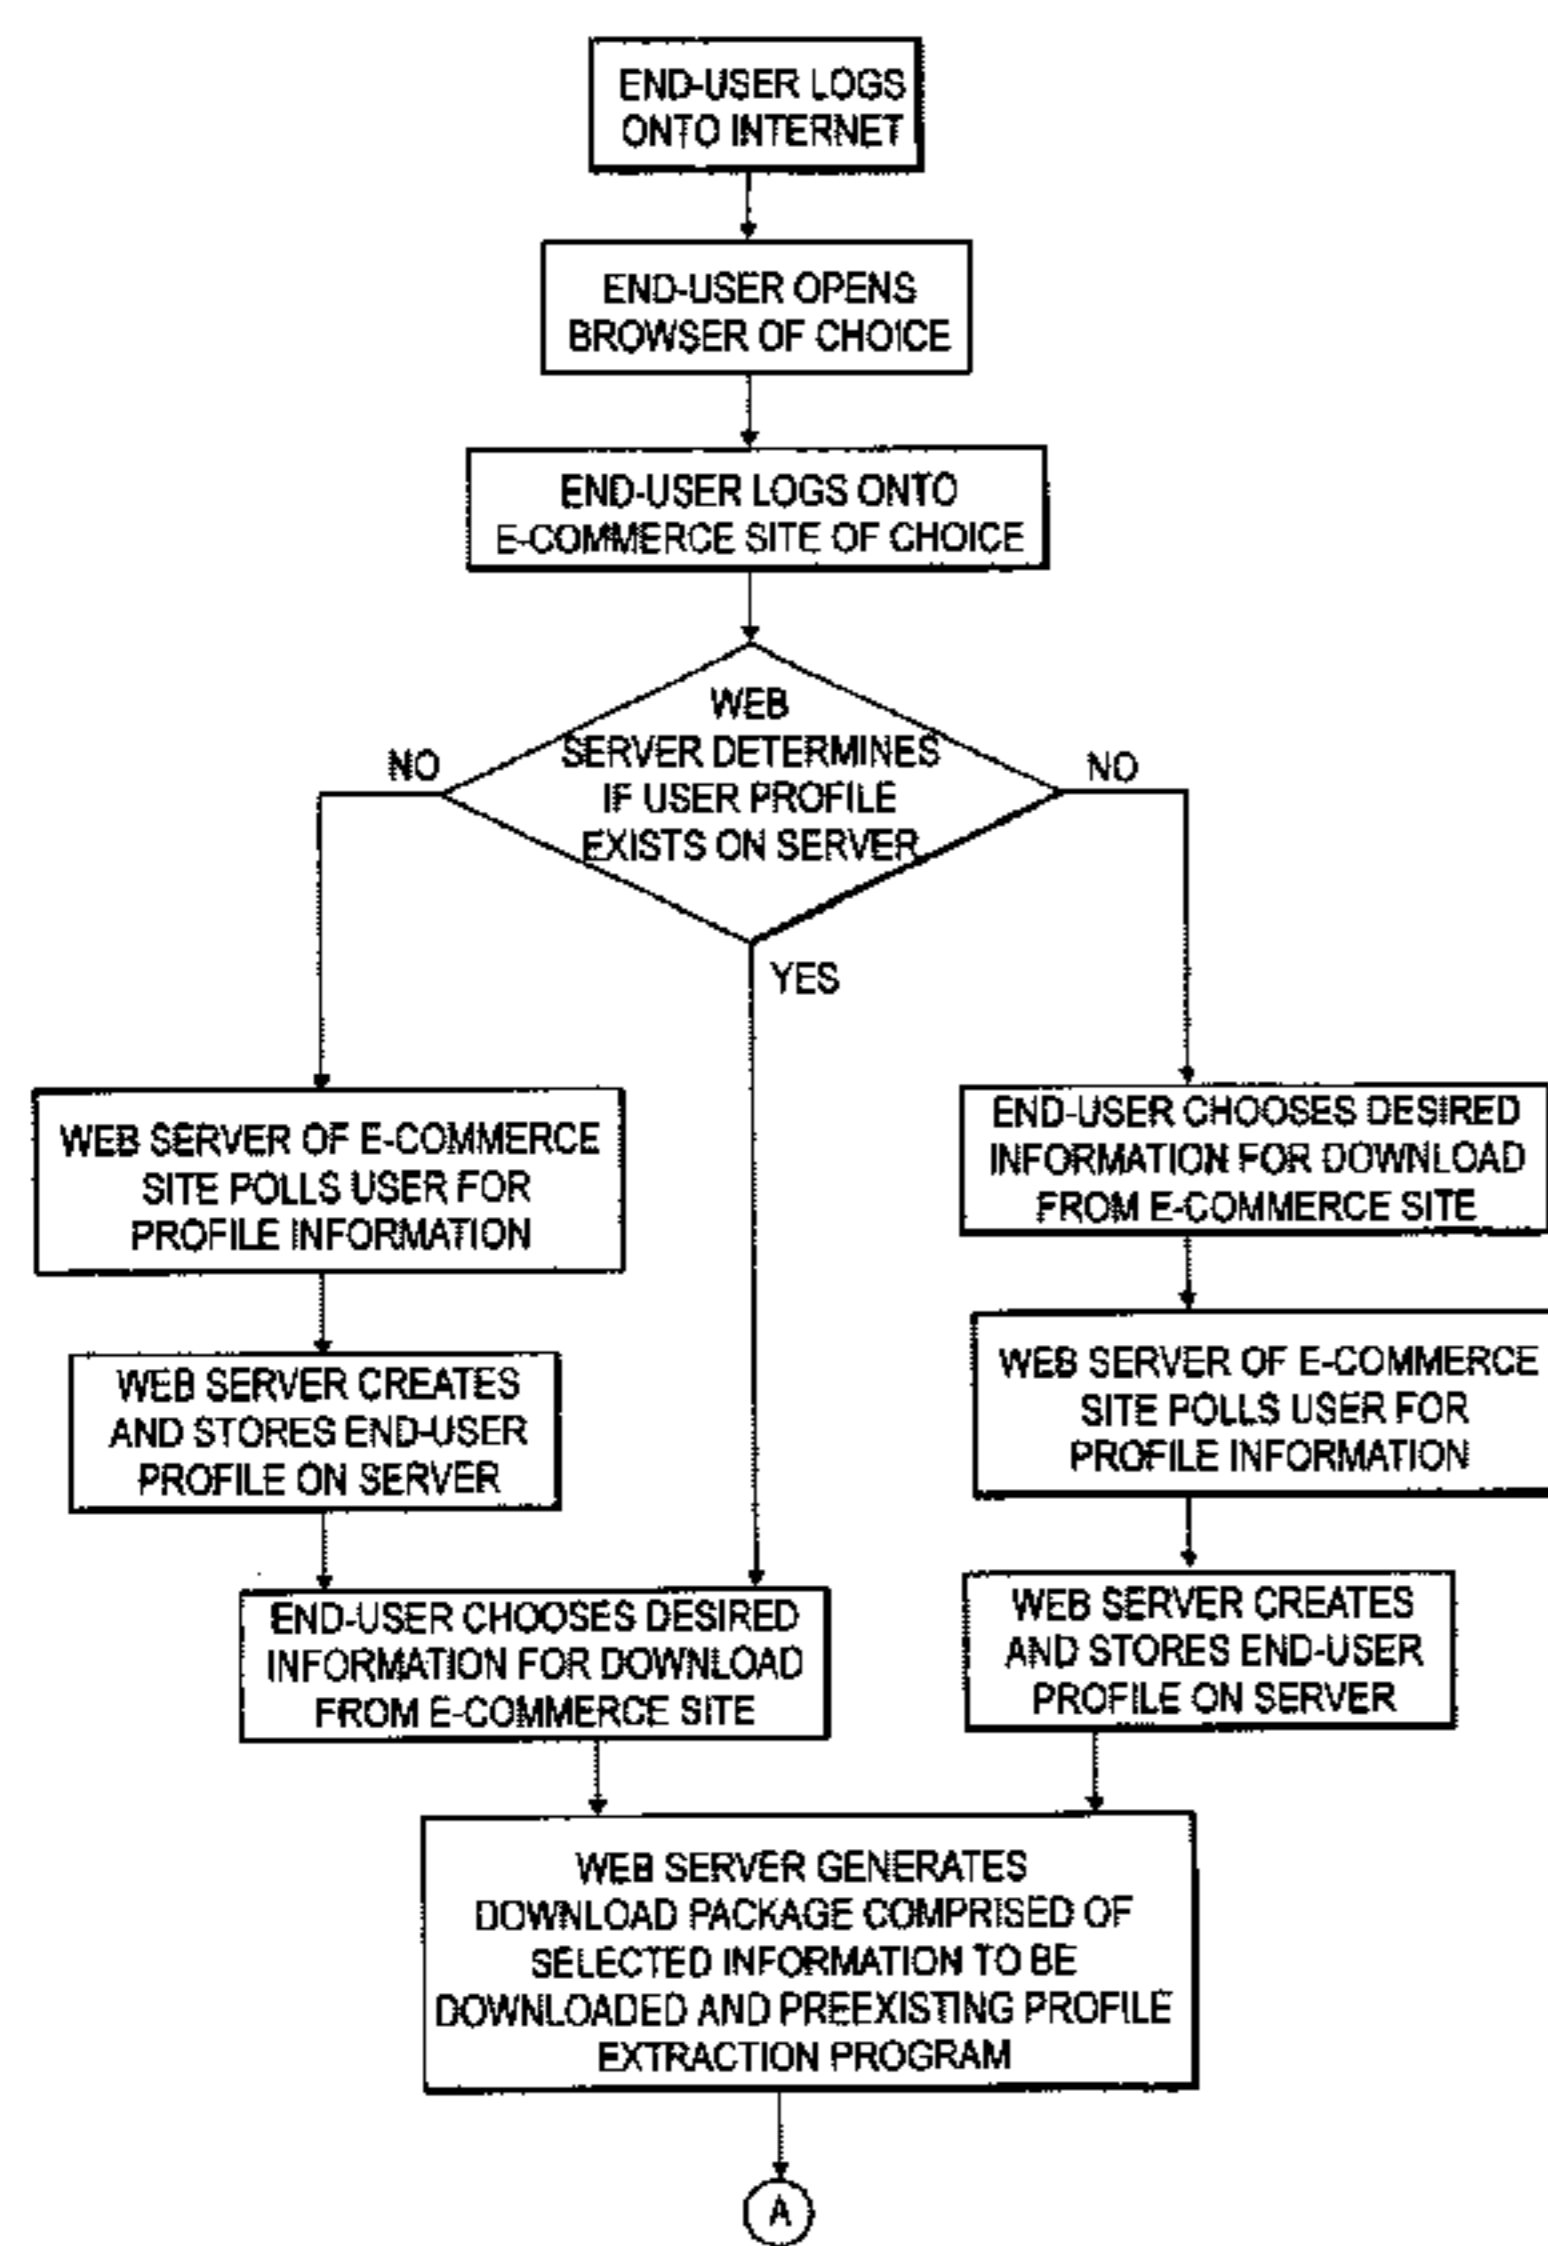 END-USER LOGS
ONTO INTERNET
END-USER OPENS
BROWSER OF CHOICE
END-USER LOGS ONTO
E-COMMERCE SITE OF CHOICE
WEB
SERVER DETERMINES
IF USER PROFILE
EXISTS ON SERVER
NO
NO
YES
WEB SERVER OF E-COMMERCE
SITE POLLS USER FOR
PROFILE INFORMATION
WEB SERVER CREATES
AND STORES END-USER
PROFILE ON SERVER
END-USER CHOOSES DESIRED
INFORMATION FOR DOWNLOAD
FROM E-COMMERCE SITE
END-USER CHOOSES DESIRED
INFORMATION FOR DOWNLOAD
FROM E-COMMERCE SITE
WEB SERVER OF E-COMMERCE
SITE POLLS USER FOR
PROFILE INFORMATION
WEB SERVER CREATES
AND STORES END-USER
PROFILE ON SERVER
WEB SERVER GENERATES
DOWNLOAD PACKAGE COMPRISED OF
SELECTED INFORMATION TO BE
DOWNLOADED AND PREEXISTING PROFILE
EXTRACTION PROGRAM
A